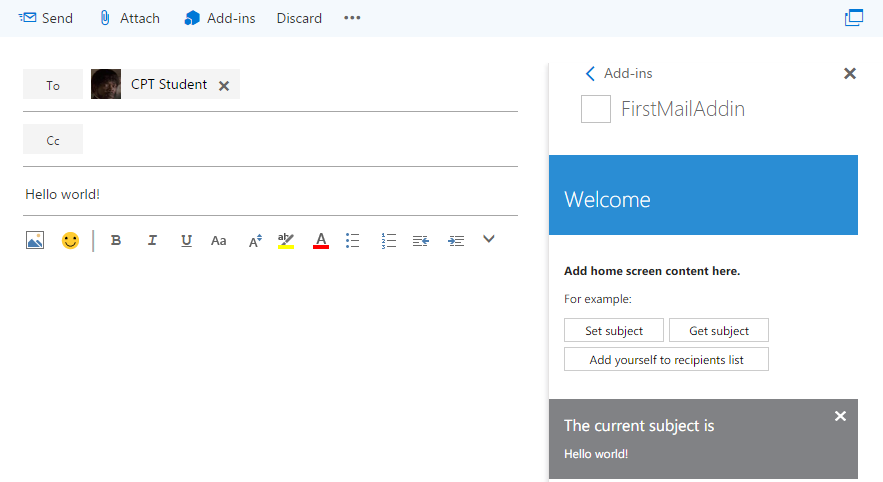 Send Attach Add-ins Discard
To CPT Student
Cc
Hello world!
B I U Aa A ab A
Add-ins
FirstMailAddin
Welcome
Add home screen content here.
For example:
Set subject Get subject
Add yourself to recipients list
The current subject is
Hello world!